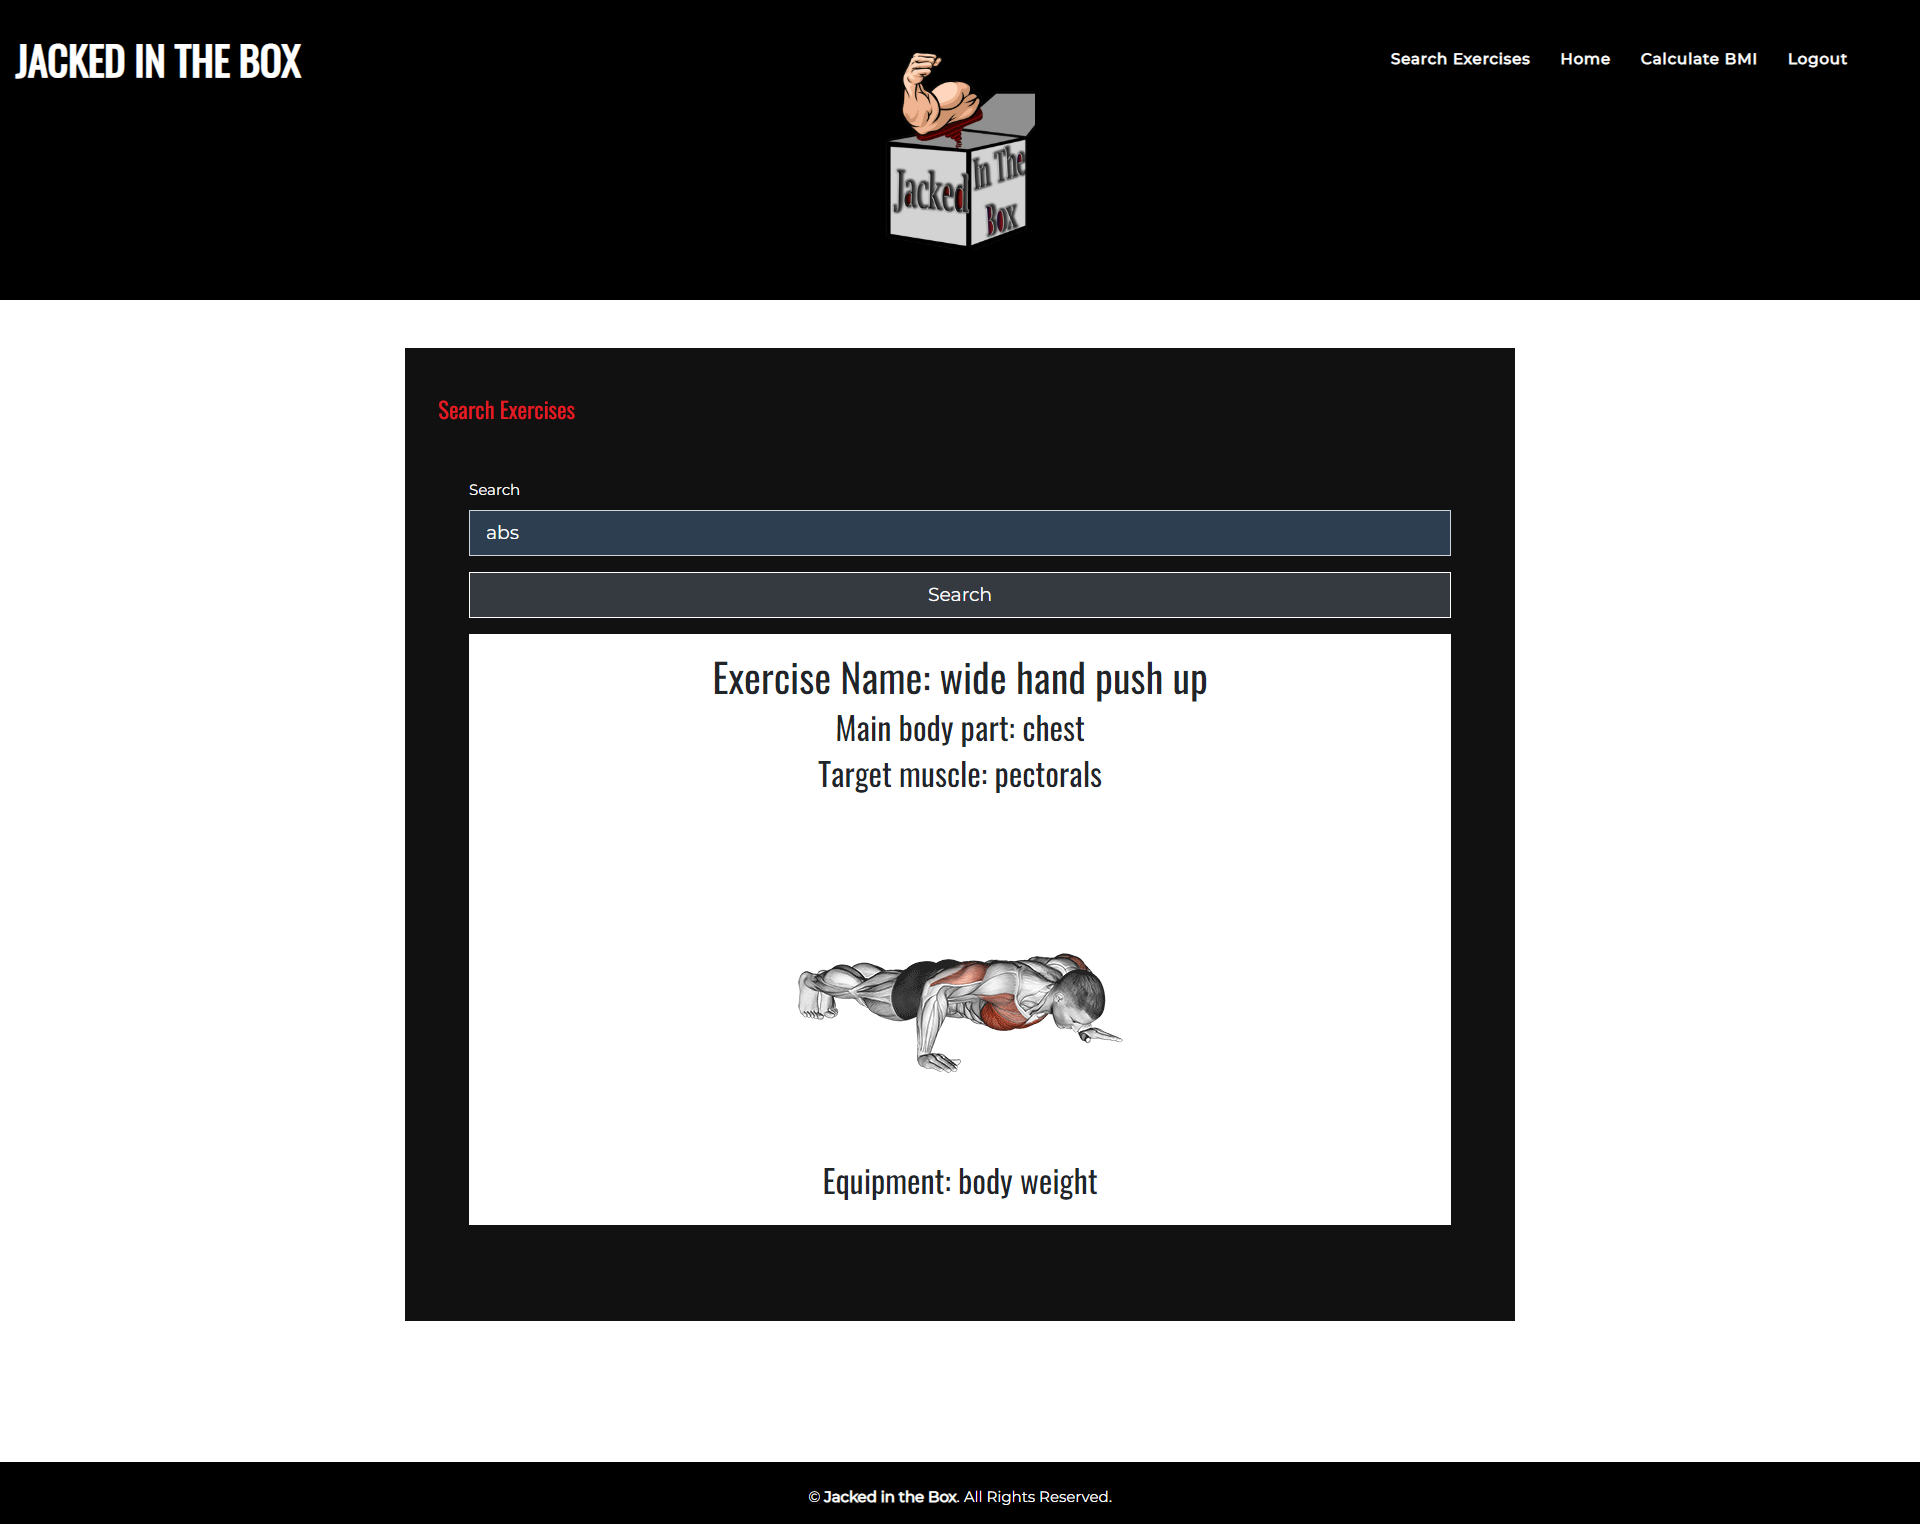 JACKED IN THE BOX
Search Exercises
Home
Calculate BMI
Logout
Jacked
In The
Box
Search Exercises
Search
abs
Search
Exercise Name: wide hand push up
Main body part: chest
Target muscle: pectorals
Equipment: body weight
© Jacked in the Box. All Rights Reserved.